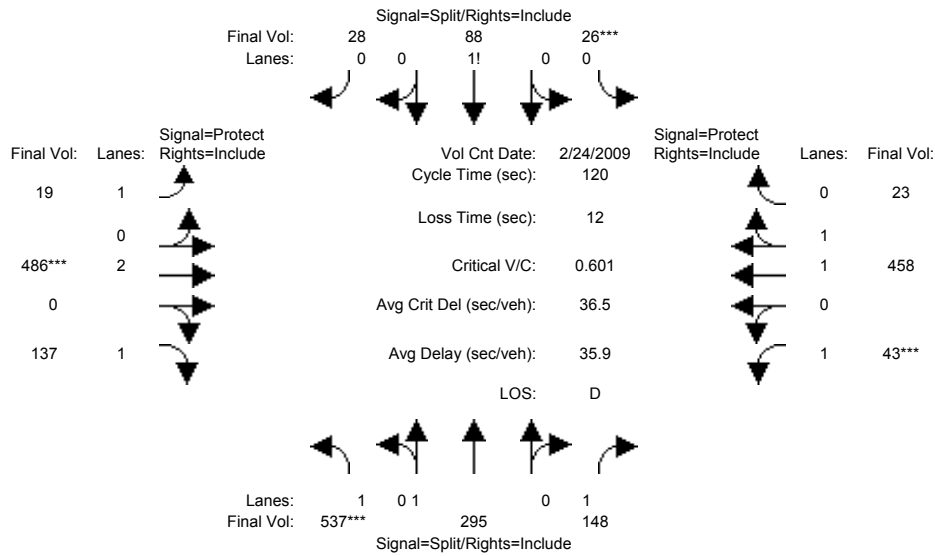 Signal=Split/Rights=Include
Final Vol: 28 88 26***
Lanes: 0 0 1! 0 0
Signal=Protect Signal=Protect
Final Vol: Lanes: Rights=Include Vol Cnt Date: 2/24/2009 Rights=Include Lanes: Final Vol:
Cycle Time (sec): 120
19 1 0 23
Loss Time (sec): 12
0 1
486*** 2 Critical V/C: 0.601 1 458
0 Avg Crit Del (sec/veh): 36.5 0
137 1 Avg Delay (sec/veh): 35.9 1 43***
LOS: D
Lanes: 1 0 1 0 1
Final Vol: 537*** 295 148
Signal=Split/Rights=Include